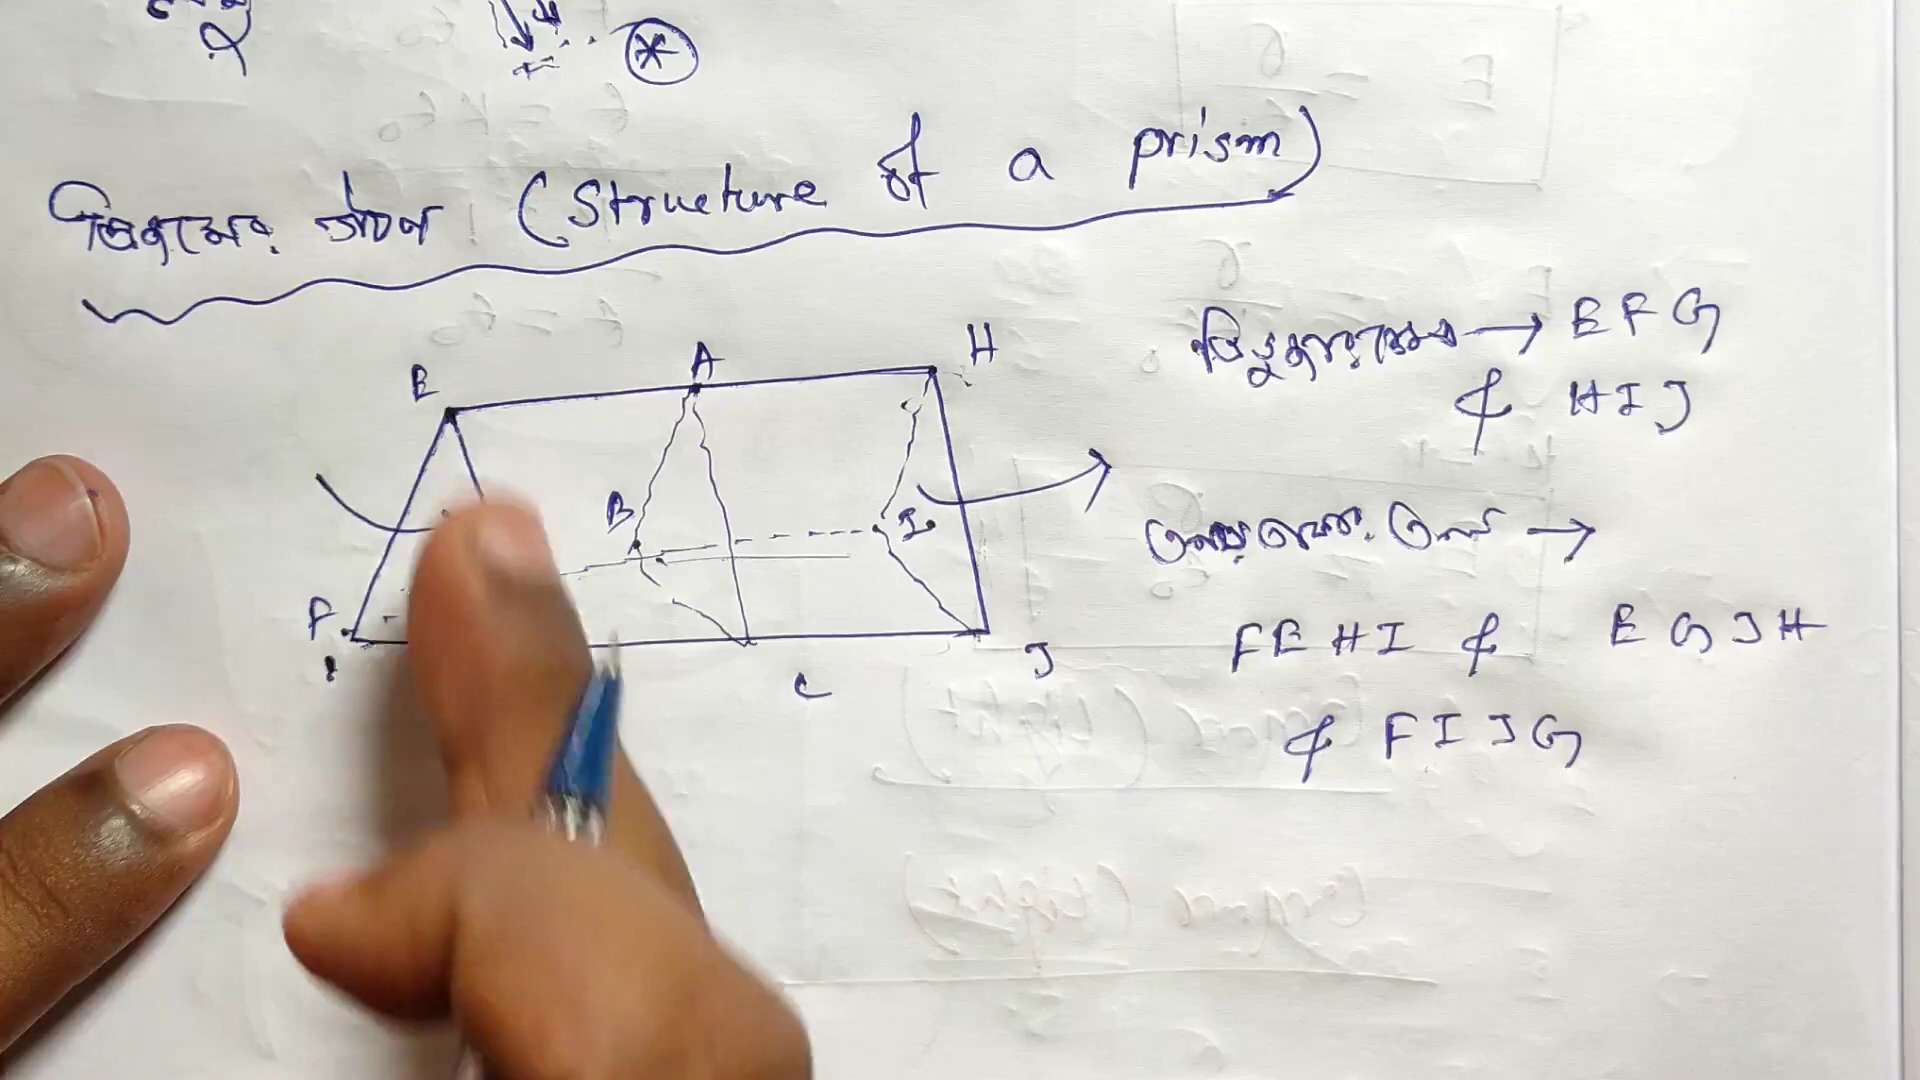 প্রিজমের গঠন (Structure of a prism)
E A H
B I
F C J
ত্রিভুজাকার → EFG
& HIJ
আয়তাকার তল →
FEHI & EGJH
& FIJG